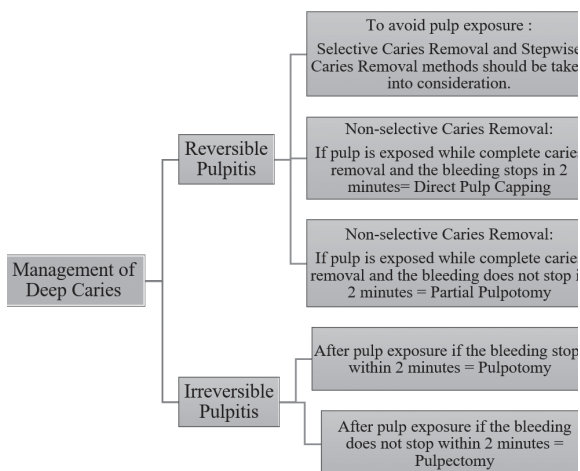 Management of
Deep Caries
Reversible
Pulpitis
To avoid pulp exposure :
Selective Caries Removal and Stepwise
Caries Removal methods should be take
into consideration.
Non-selective Caries Removal:
If pulp is exposed while complete carie
removal and the bleeding stops in 2
minutes= Direct Pulp Capping
Non-selective Caries Removal:
If pulp is exposed while complete carie
removal and the bleeding does not stop i
2 minutes = Partial Pulpotomy
Irreversible
Pulpitis
After pulp exposure if the bleeding stop
within 2 minutes = Pulpotomy
After pulp exposure if the bleeding
does not stop within 2 minutes =
Pulpectomy